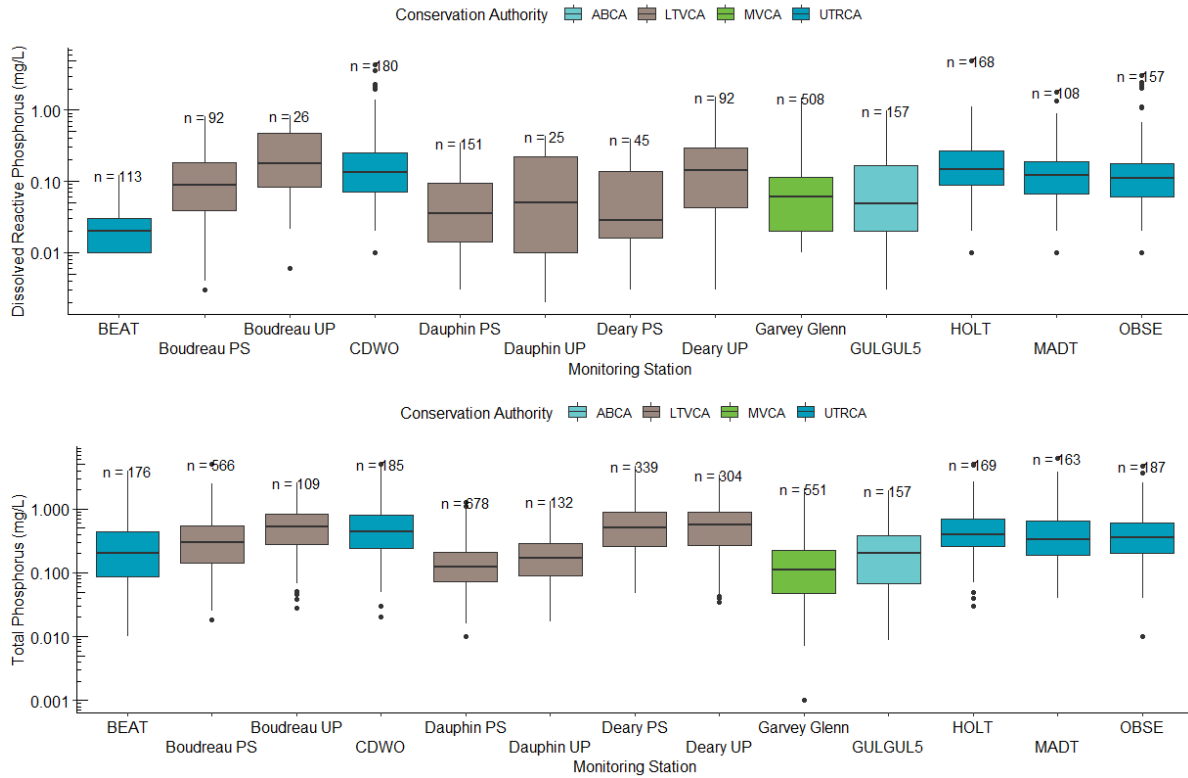 Conservation Authority ABCA LTVCA MVCA UTRCA
Dissolved Reactive Phosphorus (mg/L)
1.00
0.10
0.01
n = 113
n = 92
n = 26
n = 180
n = 151
n = 25
n = 45
n = 92
n = 508
n = 157
n = 168
n = 108
n = 157
BEAT Boudreau UP Dauphin PS Deary PS Garvey Glenn HOLT OBSE
Boudreau PS CDWO Dauphin UP Deary UP GULGUL5 MADT
Monitoring Station
Conservation Authority ABCA LTVCA MVCA UTRCA
Total Phosphorus (mg/L)
1.000
0.100
0.010
0.001
n = 176
n = 566
n = 109
n = 185
n = 678
n = 132
n = 339
n = 304
n = 551
n = 157
n = 169
n = 163
n = 187
BEAT Boudreau UP Dauphin PS Deary PS Garvey Glenn HOLT OBSE
Boudreau PS CDWO Dauphin UP Deary UP GULGUL5 MADT
Monitoring Station